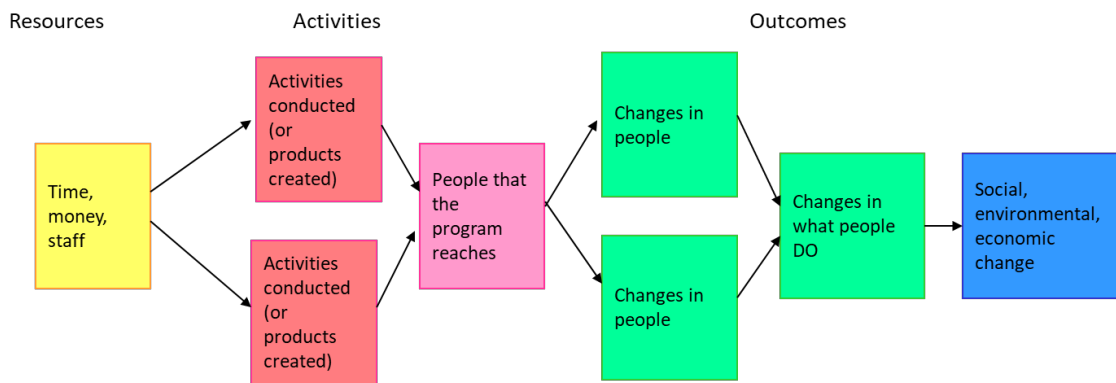 Resources
Activities
Outcomes
Time,
money,
staff
Activities
conducted
(or
products
created)
Activities
conducted
(or
products
created)
People that
the
program
reaches
Changes in
people
Changes in
people
Changes in
what people
DO
Social,
environmental,
economic
change